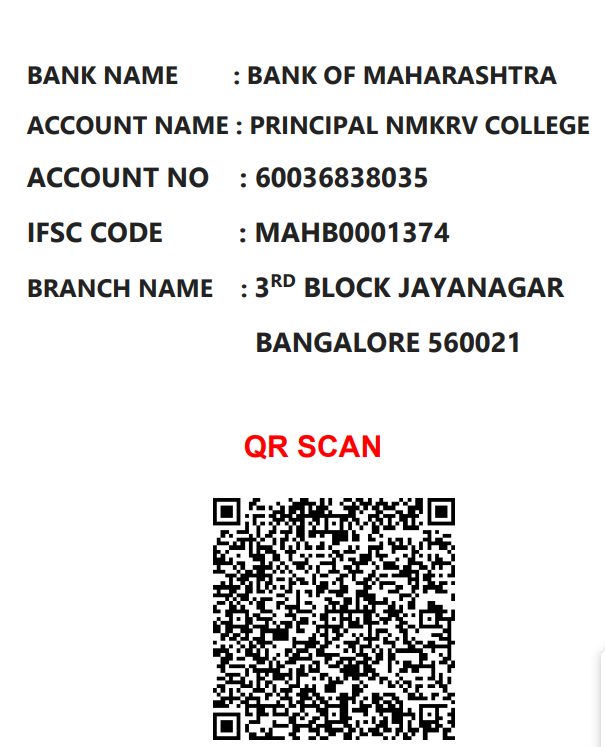 BANK NAME : BANK OF MAHARASHTRA
ACCOUNT NAME : PRINCIPAL NMKRV COLLEGE
ACCOUNT NO : 60036838035
IFSC CODE : MAHB0001374
BRANCH NAME : 3RD BLOCK JAYANAGAR
BANGALORE 560021
QR SCAN